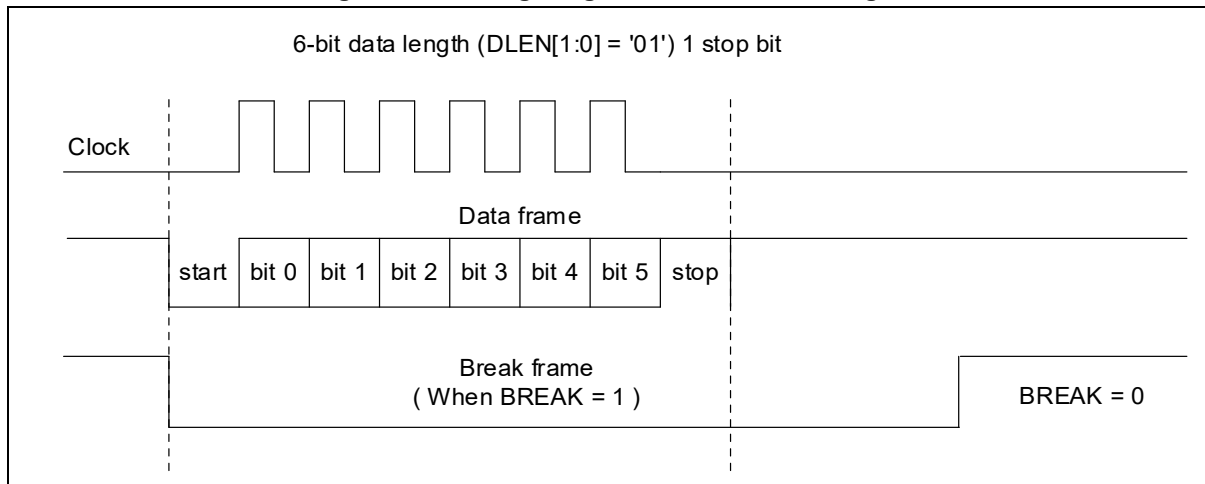 6-bit data length (DLEN[1:0] = '01') 1 stop bit
Clock
Data frame
start bit 0 bit 1 bit 2 bit 3 bit 4 bit 5 stop
Break frame
( When BREAK = 1 )
BREAK = 0